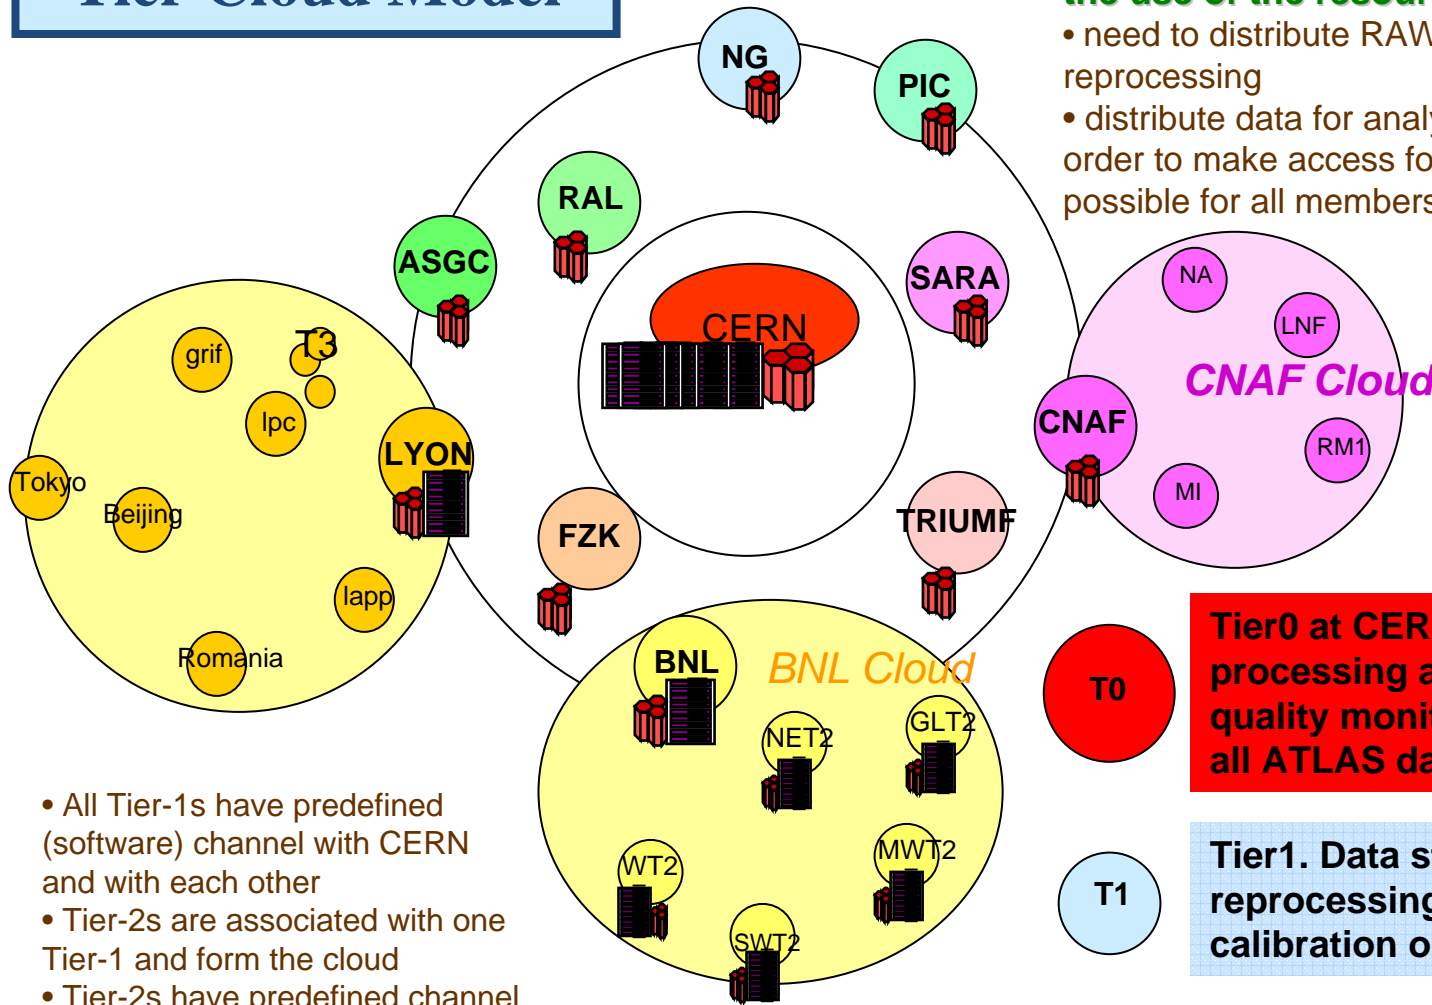 Tier Cloud Model
the use of the resour
• need to distribute RAW
reprocessing
• distribute data for analy
order to make access fo
possible for all members
NG
PIC
RAL
ASGC
SARA
CERN
NA
LNF
CNAF Cloud
CNAF
RM1
MI
grif
T3
lpc
LYON
Tokyo
Beijing
lapp
Romania
FZK
TRIUMF
BNL
BNL Cloud
NET2
GLT2
WT2
MWT2
SWT2
T0
Tier0 at CER
processing a
quality monit
all ATLAS da
T1
Tier1. Data s
reprocessing
calibration o
• All Tier-1s have predefined
(software) channel with CERN
and with each other
• Tier-2s are associated with one
Tier-1 and form the cloud
• Tier-2s have predefined channel